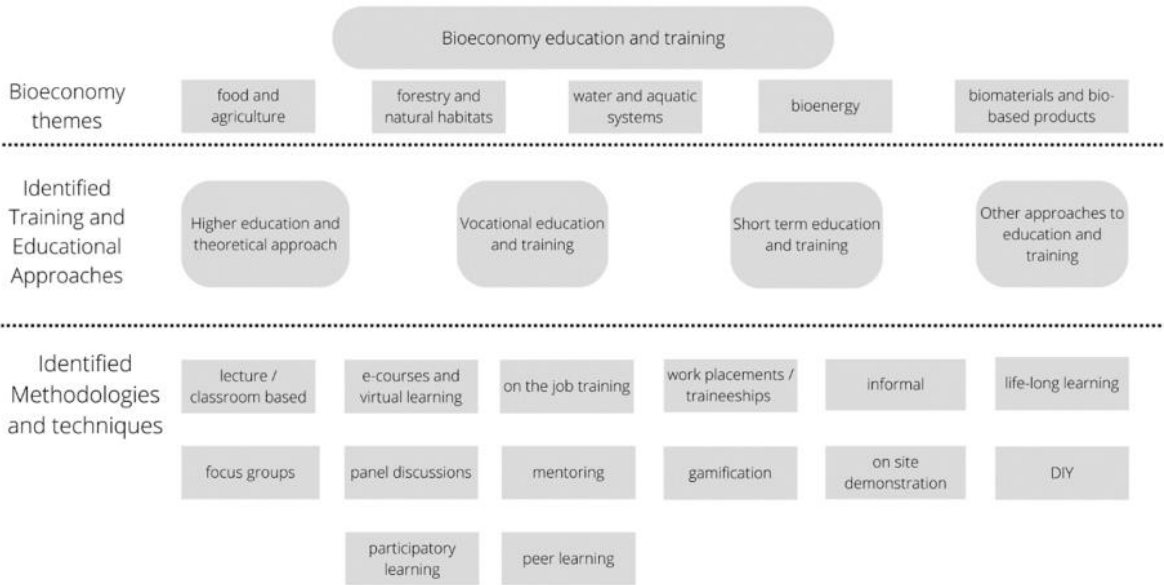 Bioeconomy education and training
Bioeconomy
themes
food and
agriculture
forestry and
natural habitats
water and aquatic
systems
bioenergy
biomaterials and bio-
based products
Identified
Training and
Educational
Approaches
Higher education and
theoretical approach
Vocational education
and training
Short term education
and training
Other approaches to
education and
training
Identified
Methodologies
and techniques
lecture /
classroom based
e-courses and
virtual learning
on the job training
work placements /
traineeships
informal
life-long learning
focus groups
panel discussions
mentoring
gamification
on site
demonstration
DIY
participatory
learning
peer learning